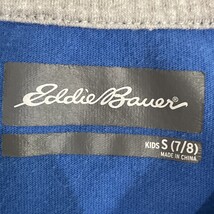 Eddie Bauer
KIDS S (7/8)
MADE IN CHINA